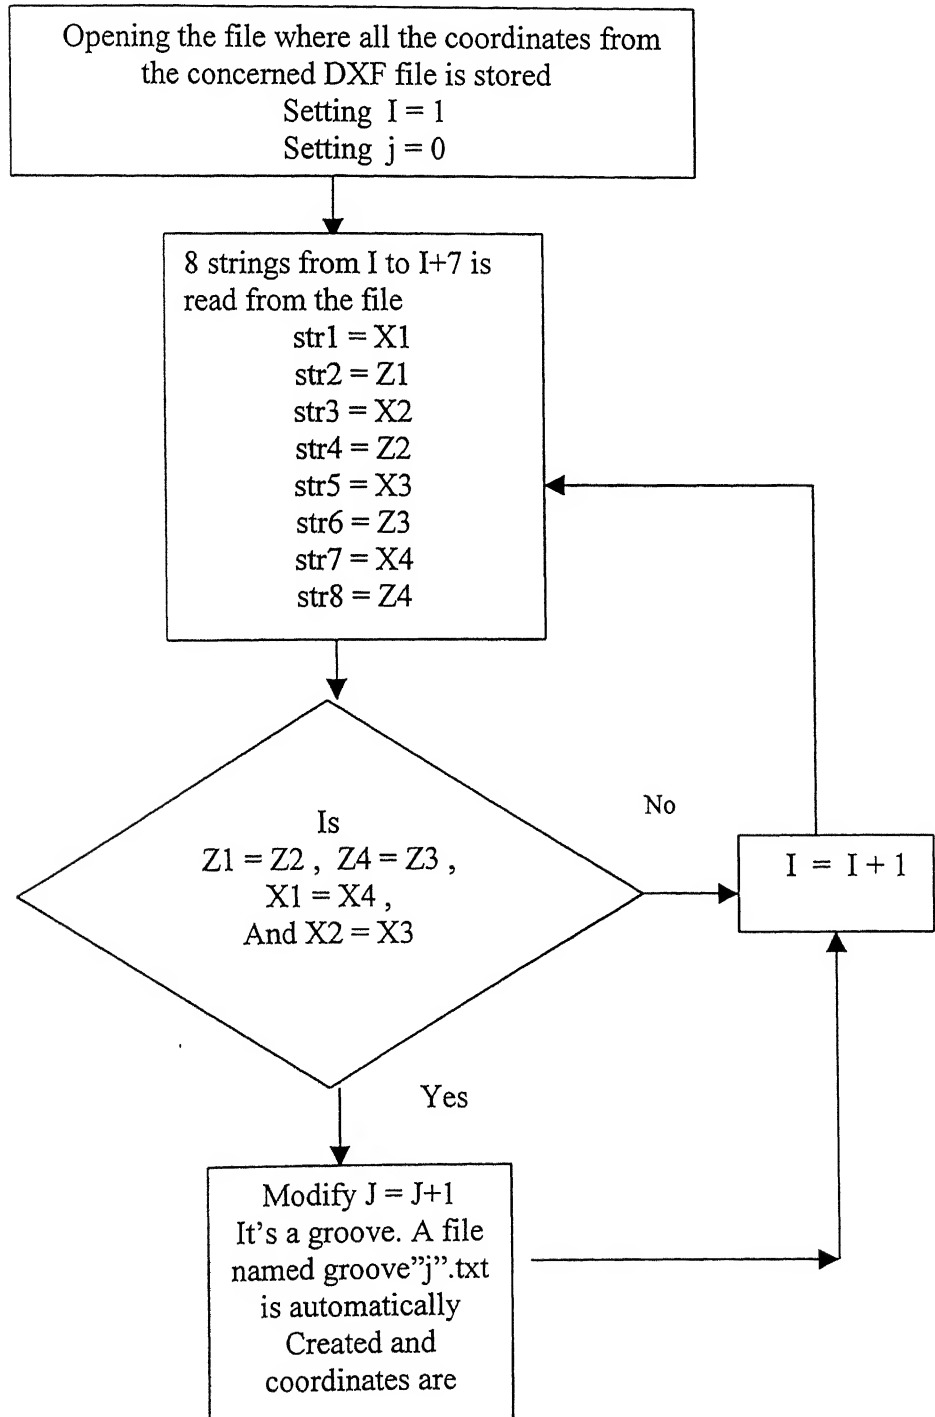 Opening the file where all the coordinates from
the concerned DXF file is stored
Setting I = 1
Setting j = 0
8 strings from I to I+7 is
read from the file
str1 = X1
str2 = Z1
str3 = X2
str4 = Z2
str5 = X3
str6 = Z3
str7 = X4
str8 = Z4
Is
Z1 = Z2 , Z4 = Z3 ,
X1 = X4 ,
And X2 = X3
No
I = I + 1
Yes
Modify J = J+1
It's a groove. A file
named groove”j”.txt
is automatically
Created and
coordinates are